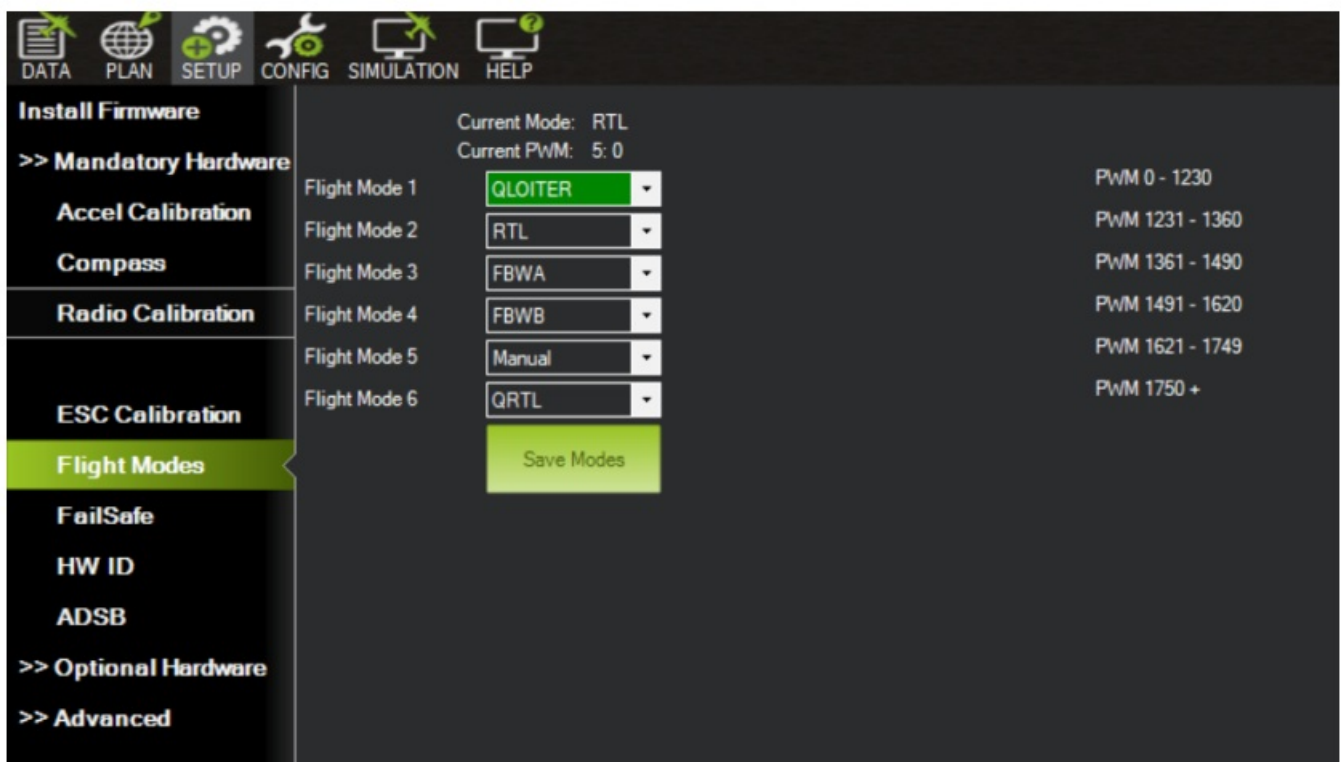 DATA PLAN SETUP CONFIG SIMULATION HELP
Install Firmware
>> Mandatory Hardware
Accel Calibration
Compass
Radio Calibration
ESC Calibration
Flight Modes
FailSafe
HW ID
ADSB
>> Optional Hardware
>> Advanced
Current Mode: RTL
Current PWM: 5: 0
Flight Mode 1 QLOITER PWM 0 - 1230
Flight Mode 2 RTL PWM 1231 - 1360
Flight Mode 3 FBWA PWM 1361 - 1490
Flight Mode 4 FBWB PWM 1491 - 1620
Flight Mode 5 Manual PWM 1621 - 1749
Flight Mode 6 QRTL PWM 1750 +
Save Modes